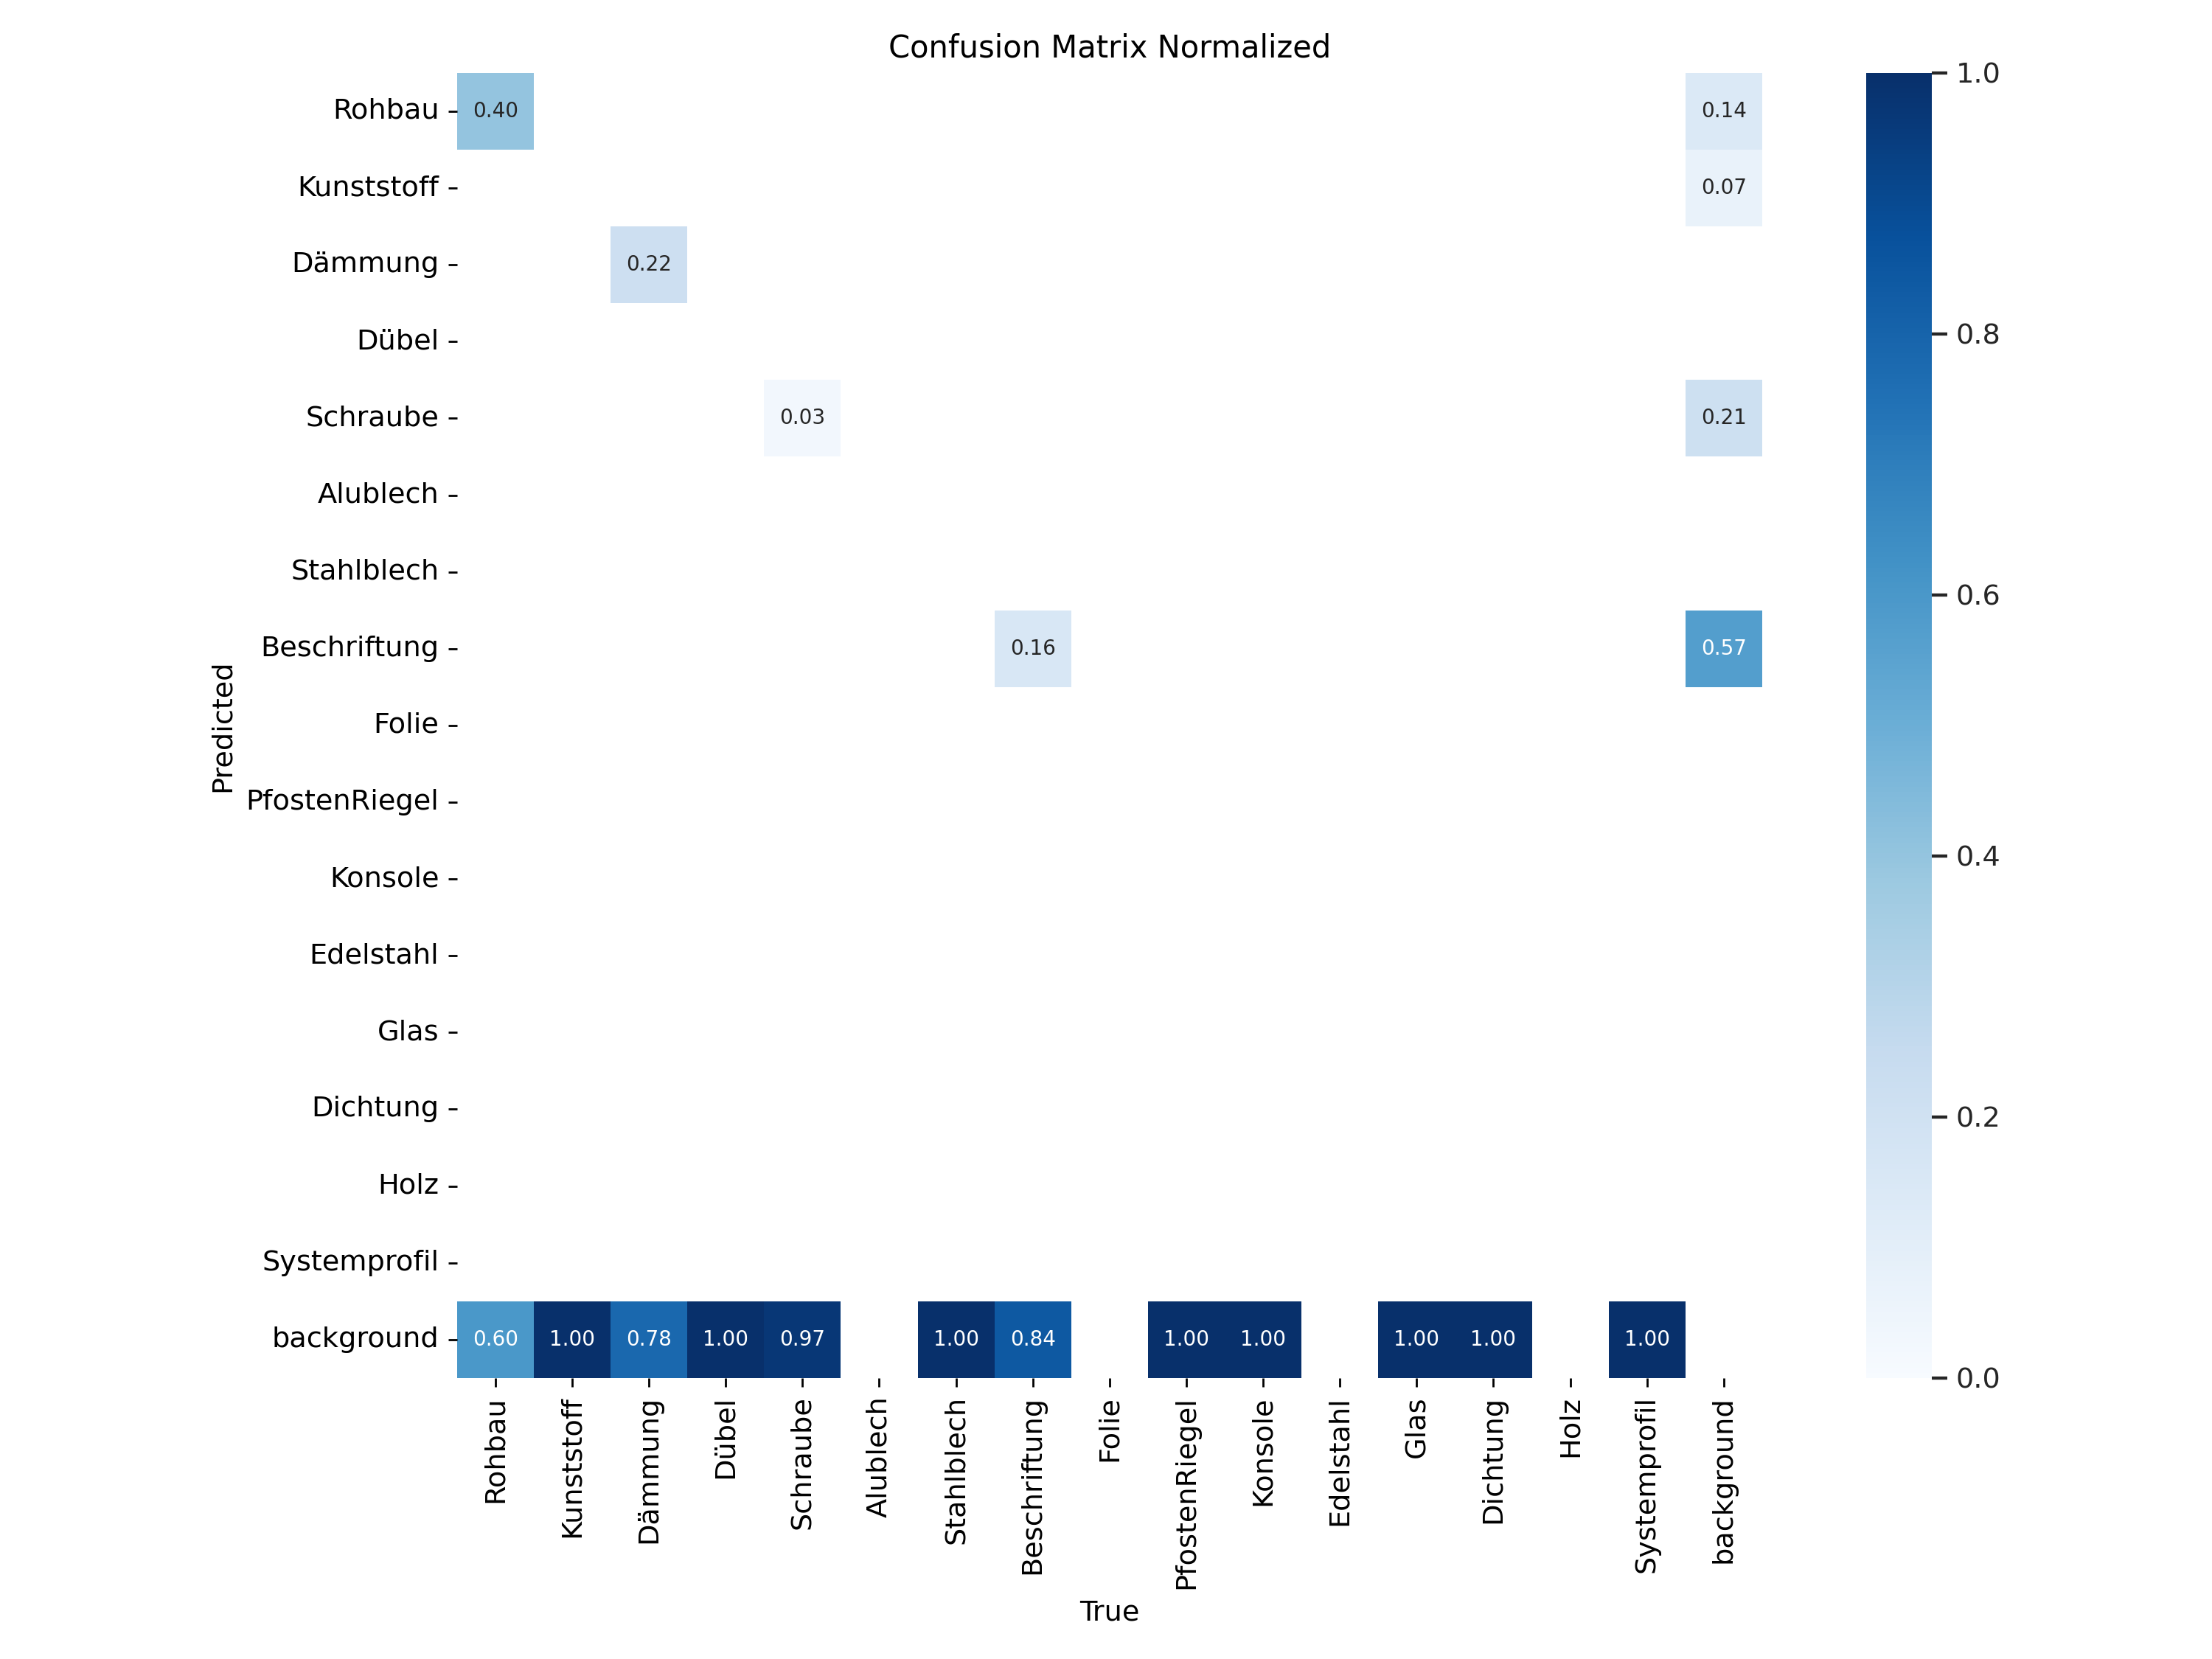 Confusion Matrix Normalized
Rohbau
0.40
0.14
1.0
Kunststoff
0.07
Dämmung
0.22
Dübel
0.8
Schraube
0.03
0.21
Alublech
Stahlblech
0.6
Beschriftung
0.16
0.57
Folie
Predicted
PfostenRiegel
0.4
Konsole
Edelstahl
Glas
Dichtung
0.2
Holz
Systemprofil
background
0.60 1.00 0.78 1.00 0.97 1.00 0.84 1.00 1.00 1.00 1.00 1.00
0.0
Rohbau
Kunststoff
Dämmung
Dübel
Schraube
Alublech
Stahlblech
Beschriftung
Folie
PfostenRiegel
Konsole
Edelstahl
Glas
Dichtung
Holz
Systemprofil
background
True